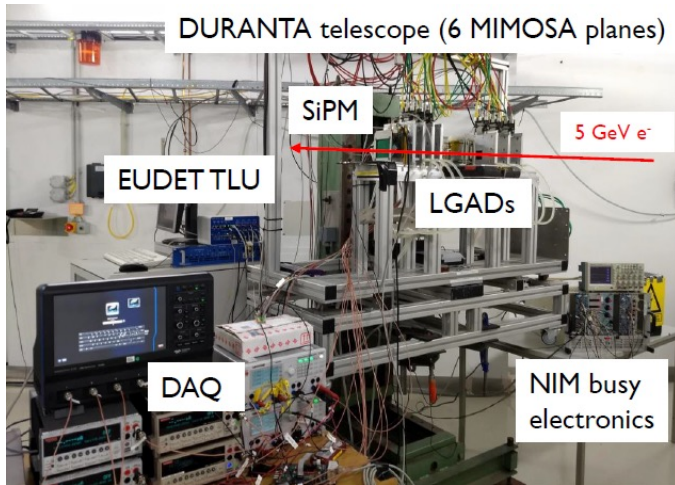 DURANTA telescope (6 MIMOSA planes)
SiPM
5 GeV e-
EUDET TLU
LGADs
DAQ
NIM busy
electronics